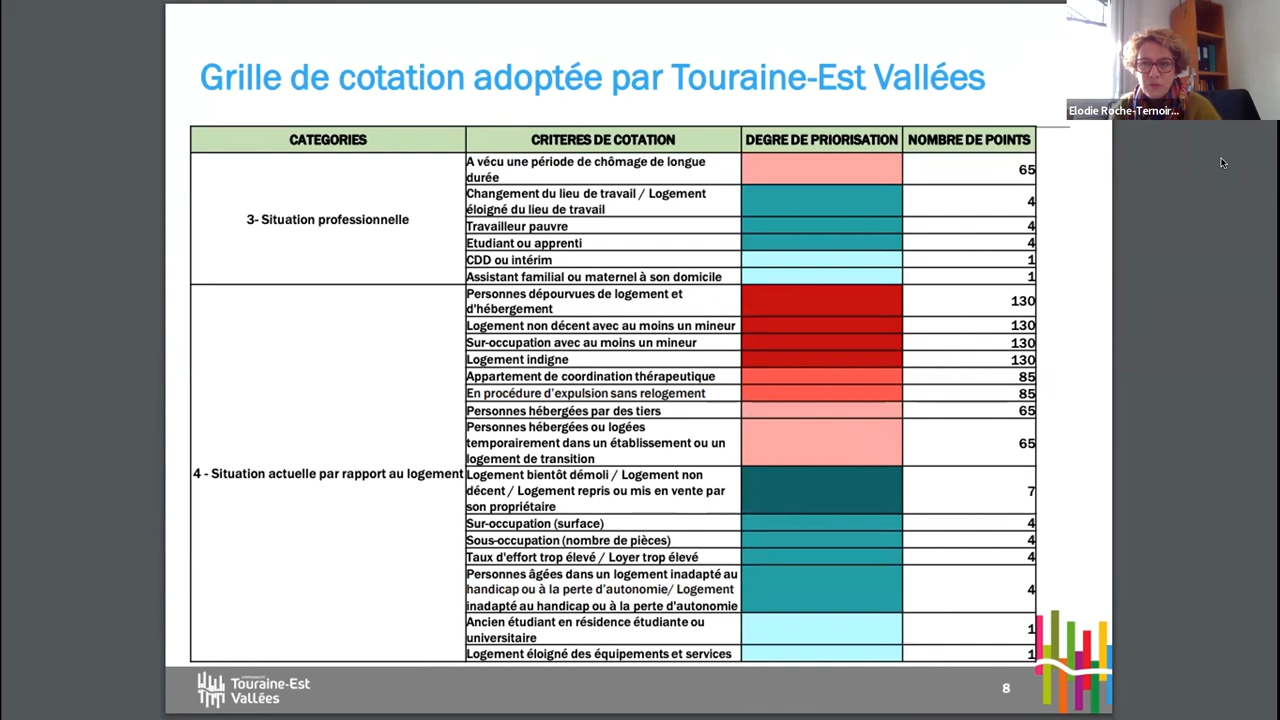 Grille de cotation adoptée par Touraine-Est Vallées
Elodie Roche-Ternoir...
CATEGORIES CRITERES DE COTATION DEGRE DE PRIORISATION NOMBRE DE POINTS
3- Situation professionnelle
A vécu une période de chômage de longue
durée
65
Changement du lieu de travail / Logement
éloigné du lieu de travail
4
Travailleur pauvre 4
Etudiant ou apprenti 4
CDD ou intérim 1
Assistant familial ou maternel à son domicile 1
4 - Situation actuelle par rapport au logement
Personnes dépourvues de logement et
d'hébergement
130
Logement non décent avec au moins un mineur 130
Sur-occupation avec au moins un mineur 130
Logement indigne 130
Appartement de coordination thérapeutique 85
En procédure d'expulsion sans relogement 85
Personnes hébergées par des tiers 65
Personnes hébergées ou logées
temporairement dans un établissement ou un
logement de transition
65
Logement bientôt démoli / Logement non
décent / Logement repris ou mis en vente par
son propriétaire
7
Sur-occupation (surface) 4
Sous-occupation (nombre de pièces) 4
Taux d'effort trop élevé / Loyer trop élevé 4
Personnes âgées dans un logement inadapté au
handicap ou à la perte d'autonomie/ Logement
inadapté au handicap ou à la perte d'autonomie
4
Ancien étudiant en résidence étudiante ou
universitaire
1
Logement éloigné des équipements et services 1
Touraine-Est
Vallées
8